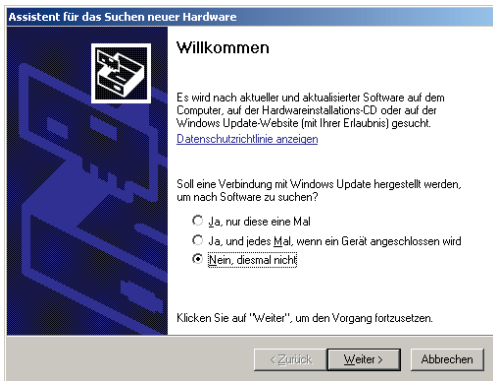 Assistent für das Suchen neuer Hardware
Willkommen
Es wird nach aktueller und aktualisierter Software auf dem
Computer, auf der Hardwareinstallations-CD oder auf der
Windows Update-Website (mit Ihrer Erlaubnis) gesucht.
Datenschutzrichtlinie anzeigen
Soll eine Verbindung mit Windows Update hergestellt werden,
um nach Software zu suchen?
Ja, nur diese eine Mal
Ja, und jedes Mal, wenn ein Gerät angeschlossen wird
Nein, diesmal nicht
Klicken Sie auf "Weiter", um den Vorgang fortzusetzen.
< Zurück Weiter > Abbrechen